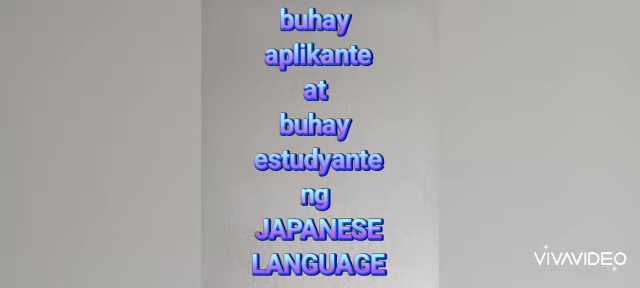 buhay
aplikante
at
buhay
estudyante
ng
JAPANESE
LANGUAGE
VIVAVIDEO